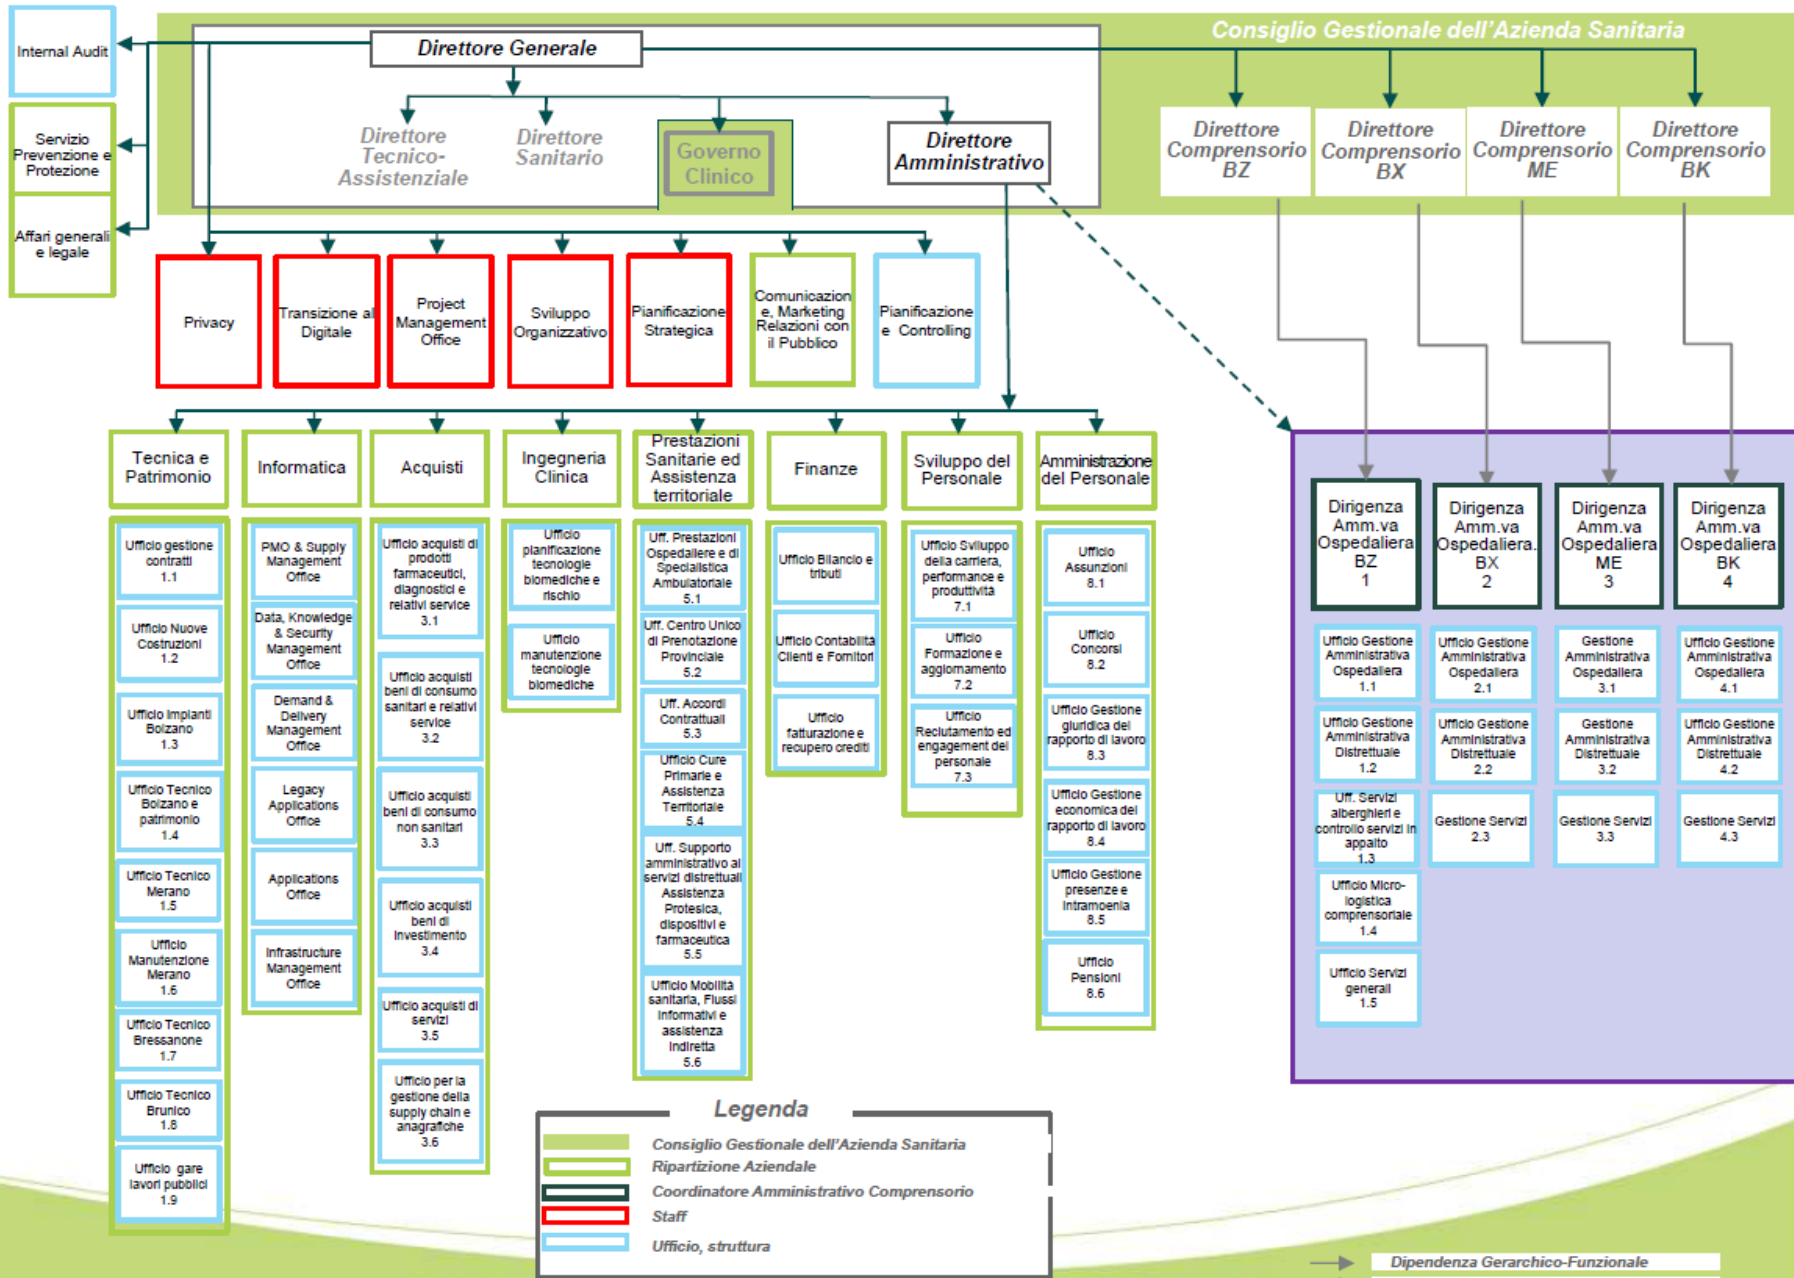 Consiglio Gestionale dell'Azienda Sanitaria
Internal Audit
Servizio
Prevenzione e
Protezione
Affari generali
e legale
Direttore Generale
Direttore
Tecnico-
Assistenziale
Direttore
Sanitario
Governo
Clinico
Direttore
Amministrativo
Direttore
Comprensorio
BZ
Direttore
Comprensorio
BX
Direttore
Comprensorio
ME
Direttore
Comprensorio
BK
Privacy
Transizione al
Digitale
Project
Management
Office
Sviluppo
Organizzativo
Pianificazione
Strategica
Comunicazion
e, Marketing
Relazioni con
il Pubblico
Pianificazione
e Controlling
Tecnica e
Patrimonio
Ufficio gestione
contratti
1.1
Ufficio Nuove
Costruzioni
1.2
Ufficio Impianti
Bolzano
1.3
Ufficio Tecnico
Bolzano e
patrimonio
1.4
Ufficio Tecnico
Merano
1.5
Ufficio
Manutenzione
Merano
1.6
Ufficio Tecnico
Bressanone
1.7
Ufficio Tecnico
Brunico
1.8
Ufficio gare
lavori pubblici
1.9
Informatica
PMO & Supply
Management
Office
Data, Knowledge
& Security
Management
Office
Demand &
Delivery
Management
Office
Legacy
Applications
Office
Applications
Office
Infrastructure
Management
Office
Acquisti
Ufficio acquisti di
prodotti
farmaceutici,
diagnostici e
relativi service
3.1
Ufficio acquisti
beni di consumo
sanitari e relativi
service
3.2
Ufficio acquisti
beni di consumo
non sanitari
3.3
Ufficio acquisti
beni di
investimento
3.4
Ufficio acquisti di
servizi
3.5
Ufficio per la
gestione della
supply chain e
anagrafiche
3.6
Ingegneria
Clinica
Ufficio
pianificazione
tecnologie
biomediche e
rischio
Ufficio
manutenzione
tecnologie
biomediche
Prestazioni
Sanitarie ed
Assistenza
territoriale
Uff. Prestazioni
Ospedaliere e di
Specialistica
Ambulatoriale
5.1
Uff. Centro Unico
di Prenotazione
Provinciale
5.2
Uff. Accordi
Contrattuali
5.3
Ufficio Cure
Primarie e
Assistenza
Territoriale
5.4
Uff. Supporto
amministrativo ai
servizi distrettuali
Assistenza
Protesica,
dispositivi e
farmaceutica
5.5
Ufficio Mobilità
sanitaria, Flussi
informativi e
assistenza
Indiretta
5.6
Finanze
Ufficio Bilancio e
tributi
Ufficio Contabilità
Clienti e Fornitori
Ufficio
fatturazione e
recupero crediti
Sviluppo del
Personale
Ufficio Sviluppo
della carriera,
performance e
produttività
7.1
Ufficio
Formazione e
aggiornamento
7.2
Ufficio
Reclutamento ed
engagement del
personale
7.3
Amministrazione
del Personale
Ufficio
Assunzioni
8.1
Ufficio
Concorsi
8.2
Ufficio Gestione
giuridica del
rapporto di lavoro
8.3
Ufficio Gestione
economica del
rapporto di lavoro
8.4
Ufficio Gestione
presenze e
intramoenia
8.5
Ufficio
Pensioni
8.6
Dirigenza
Amm.va
Ospedaliera
BZ
1
Ufficio Gestione
Amministrativa
Ospedaliera
1.1
Ufficio Gestione
Amministrativa
Distrettuale
1.2
Uff. Servizi
alberghieri e
controllo servizi in
appalto
1.3
Ufficio Micro-
logistica
comprensoriale
1.4
Ufficio Servizi
generali
1.5
Dirigenza
Amm.va
Ospedaliera.
BX
2
Ufficio Gestione
Amministrativa
Ospedaliera
2.1
Ufficio Gestione
Amministrativa
Distrettuale
2.2
Gestione Servizi
2.3
Dirigenza
Amm.va
Ospedaliera
ME
3
Gestione
Amministrativa
Ospedaliera
3.1
Gestione
Amministrativa
Distrettuale
3.2
Gestione Servizi
3.3
Dirigenza
Amm.va
Ospedaliera
BK
4
Ufficio Gestione
Amministrativa
Ospedaliera
4.1
Ufficio Gestione
Amministrativa
Distrettuale
4.2
Gestione Servizi
4.3
Legenda
Consiglio Gestionale dell'Azienda Sanitaria
Ripartizione Aziendale
Coordinatore Amministrativo Comprensorio
Staff
Ufficio, struttura
Dipendenza Gerarchico-Funzionale